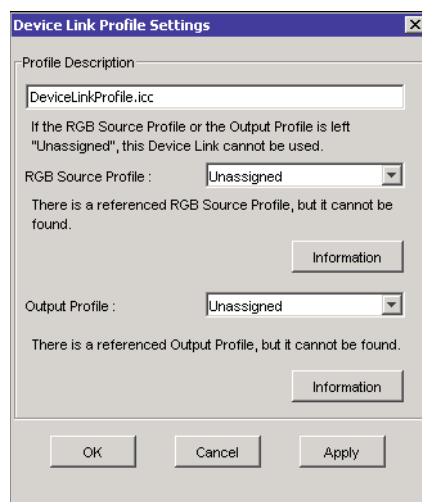 Device Link Profile Settings
Profile Description
DeviceLinkProfile.icc
If the RGB Source Profile or the Output Profile is left
"Unassigned", this Device Link cannot be used.
RGB Source Profile : Unassigned
There is a referenced RGB Source Profile, but it cannot be
found.
Information
Output Profile : Unassigned
There is a referenced Output Profile, but it cannot be found.
Information
OK Cancel Apply